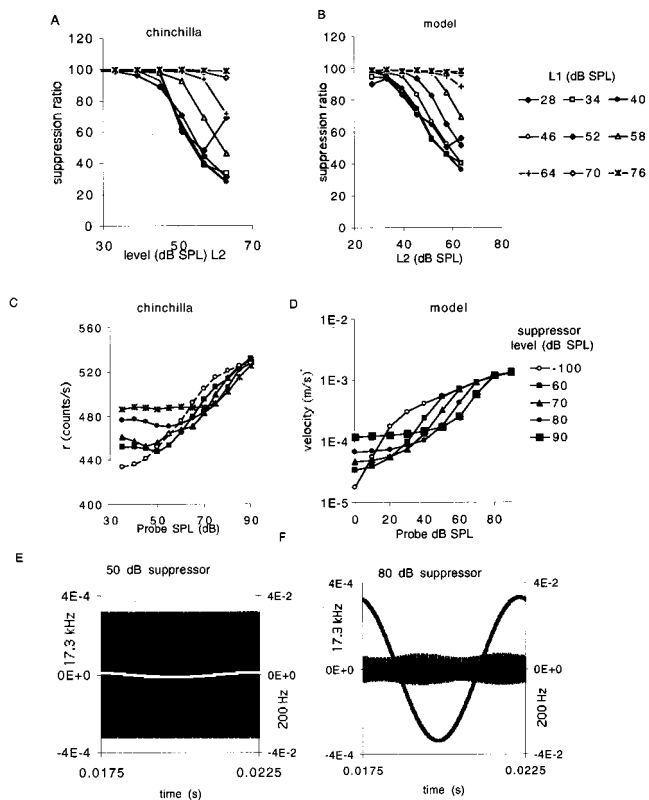 A
chinchilla
B
model
suppression ratio
120
100
80
60
40
20
0
30 50 70
level (dB SPL) L2
suppression ratio
120
100
80
60
40
20
0
20 40 60 80
L2 (dB SPL)
L1 (dB SPL)
28 34 40
46 52 58
64 70 76
C
chinchilla
D
model
r (counts/s)
560
520
480
440
400
30 50 70 90
Probe SPL (dB)
velocity (m/s)
1E-2
1E-3
1E-4
1E-5
0 20 40 60 80
Probe dB SPL
suppressor
level (dB SPL)
-100
60
70
80
90
E
50 dB suppressor
17.3 kHz
4E-4
0E+0
-4E-4
4E-2
0E+0
-4E-2
200 Hz
0.0175 0.0225
time (s)
F
80 dB suppressor
17.3 kHz
4E-4
0E+0
-4E-4
4E-2
0E+0
-4E-2
200 Hz
0.0175 0.0225
time (s)